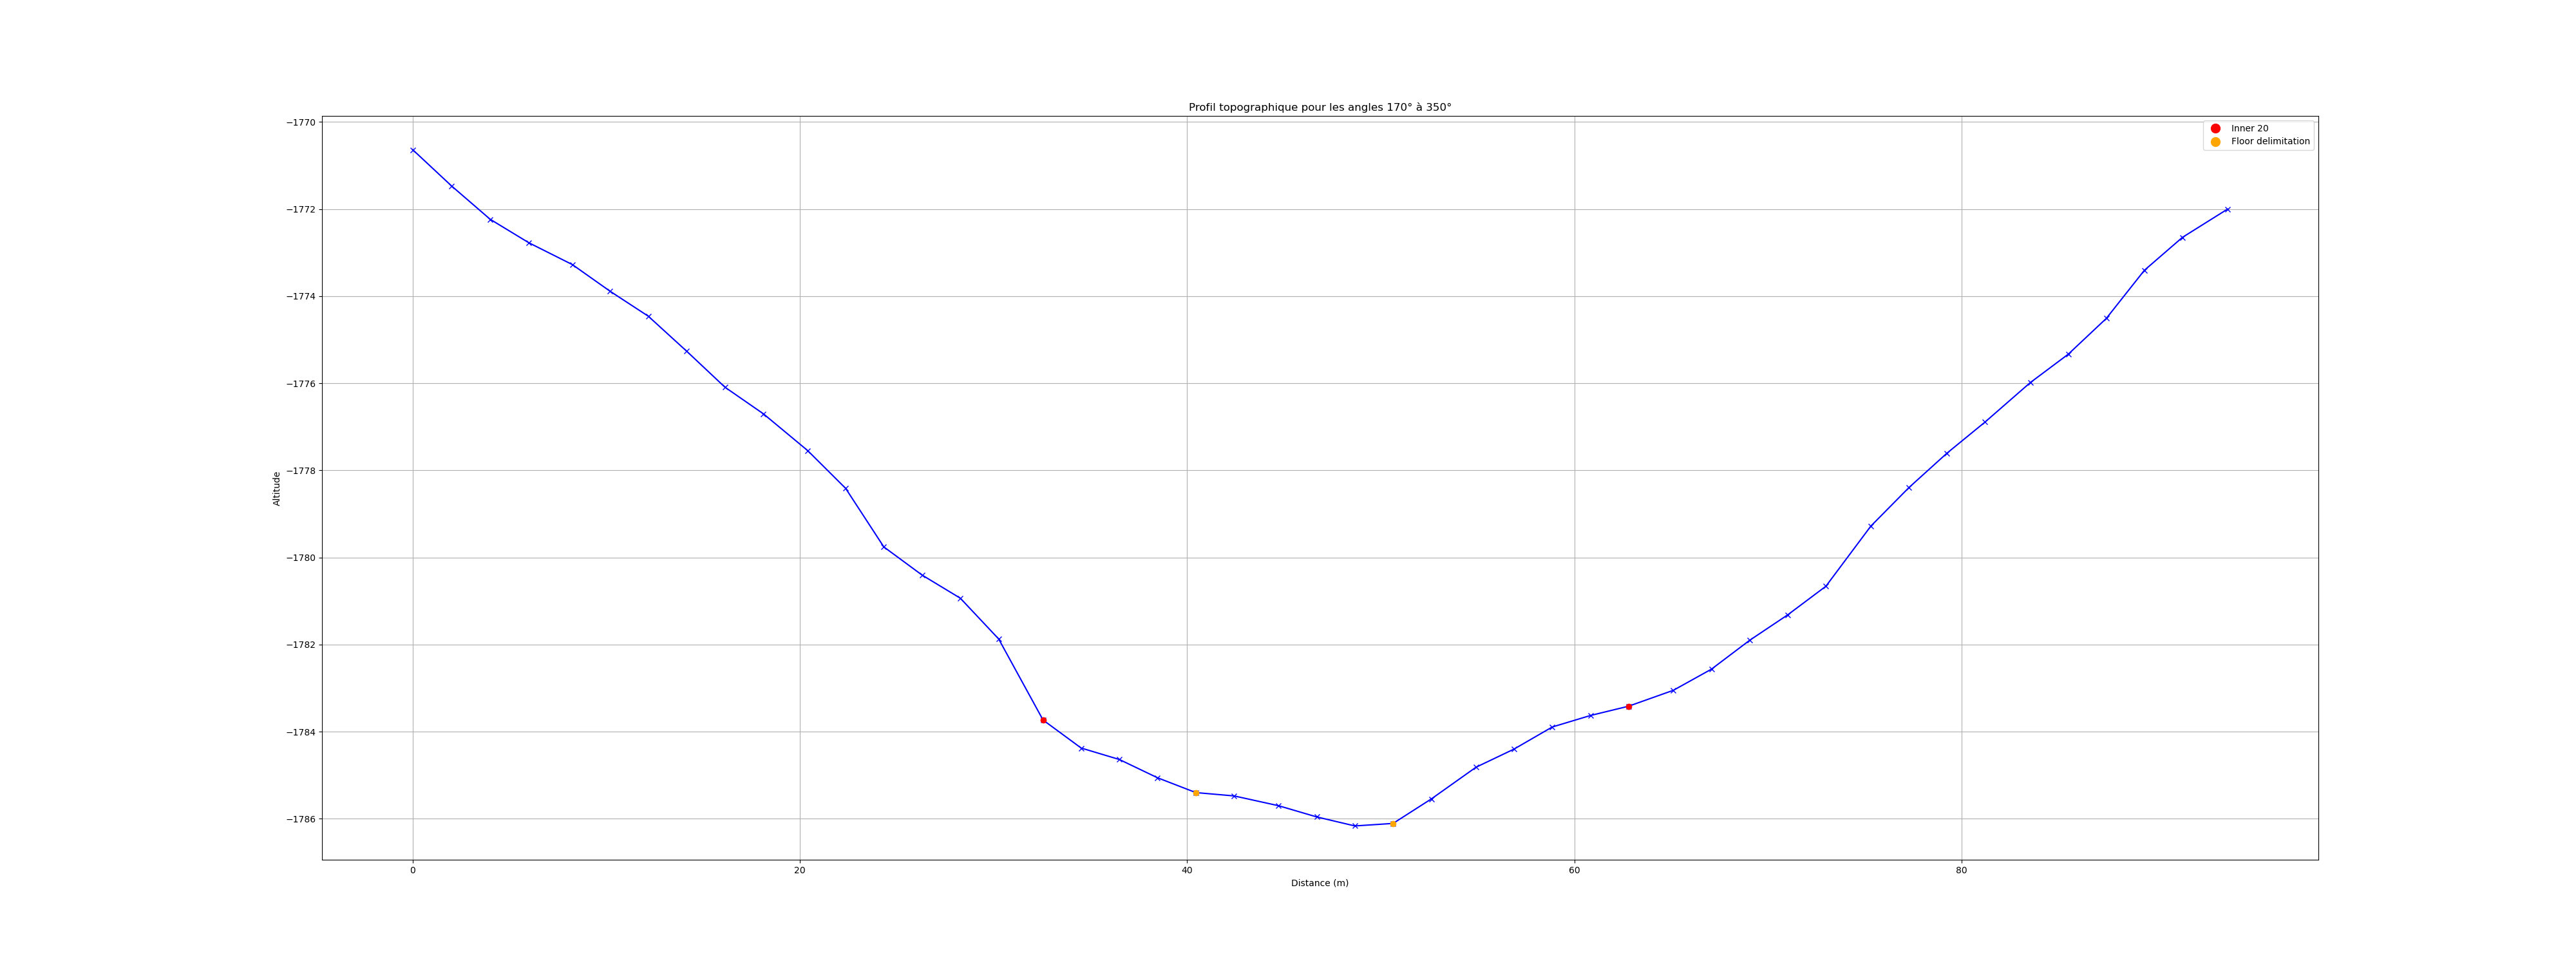 Profil topographique pour les angles 170° à 350°
Inner 20
Floor delimitation
Altitude
−1770
−1772
−1774
−1776
−1778
−1780
−1782
−1784
−1786
0 20 40 60 80
Distance (m)